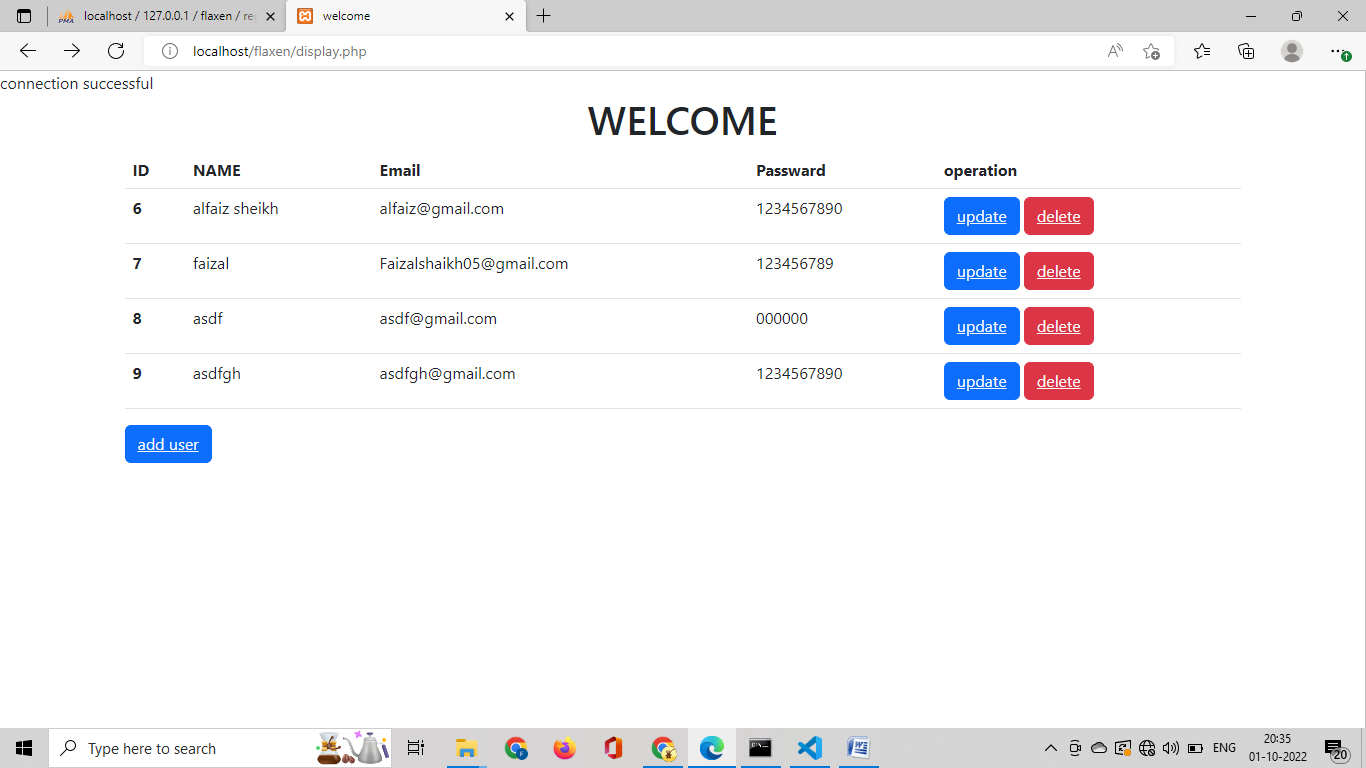 localhost / 127.0.0.1 / flaxen / re
welcome
localhost/flaxen/display.php
connection successful
WELCOME
ID NAME Email Passward operation
6 alfaiz sheikh alfaiz@gmail.com 1234567890 update delete
7 faizal Faizalshaikh05@gmail.com 123456789 update delete
8 asdf asdf@gmail.com 000000 update delete
9 asdfgh asdfgh@gmail.com 1234567890 update delete
add user
Type here to search
ENG
20:35
01-10-2022
20